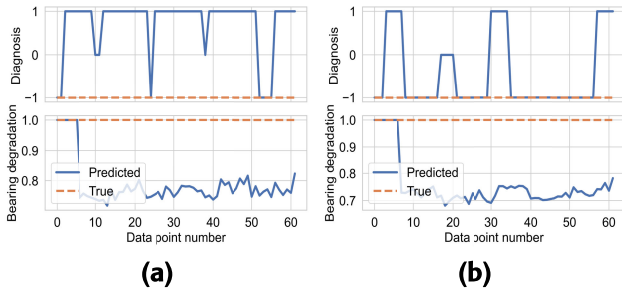 Diagnosis
1
0
−1
Bearing degradation
1.0
0.9
0.8
Predicted
True
0 10 20 30 40 50 60
Data point number
(a)
Diagnosis
1
0
−1
Bearing degradation
1.0
0.9
0.8
0.7
Predicted
True
0 10 20 30 40 50 60
Data point number
(b)